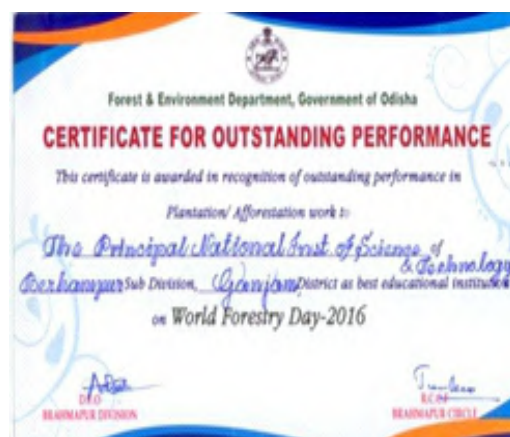 Forest & Environment Department, Government of Odisha
CERTIFICATE FOR OUTSTANDING PERFORMANCE
This certificate is awarded in recognition of outstanding performance in
Plantation/ Afforestation work to
The Principal National Inst. of Science of
& Technology
Berhampur Sub Division, Ganjam District as best educational institution
on World Forestry Day-2016
BRAHMAPUR DIVISION
BRAHMAPUR CIRCLE